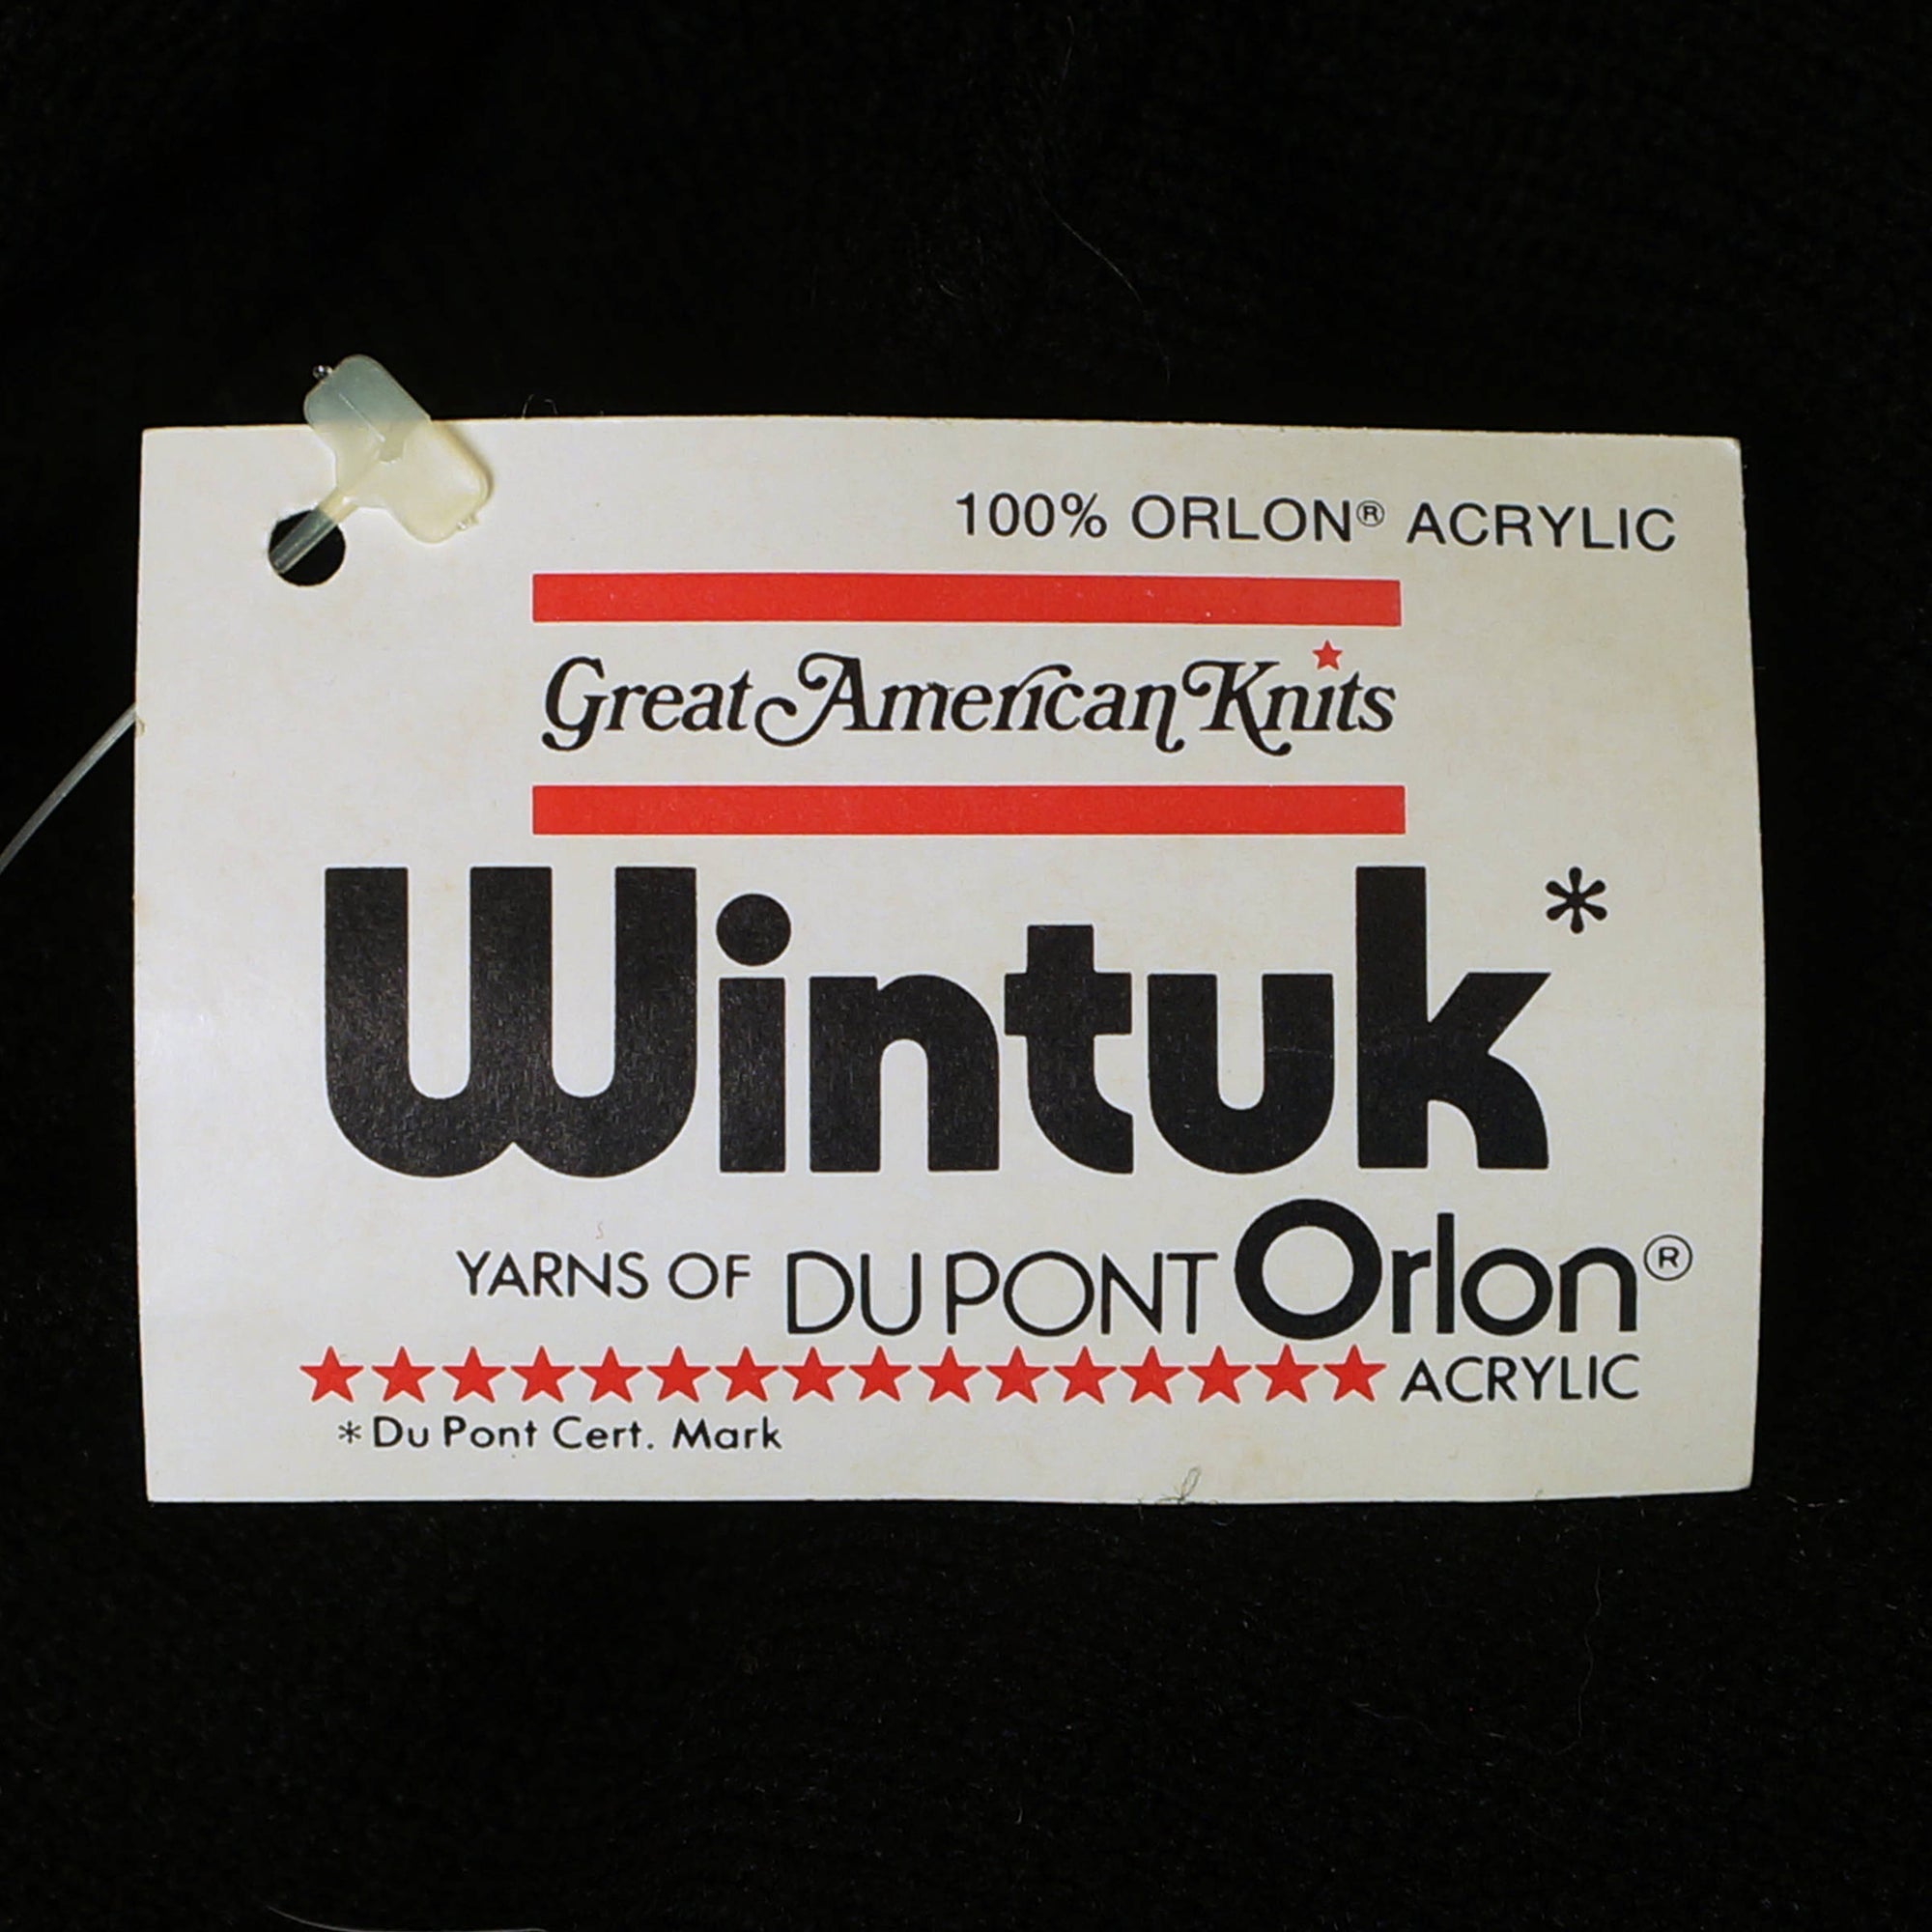 100% ORLON® ACRYLIC
Great American Knits
Wintuk*
YARNS OF DU PONT Orlon®
ACRYLIC
* Du Pont Cert. Mark